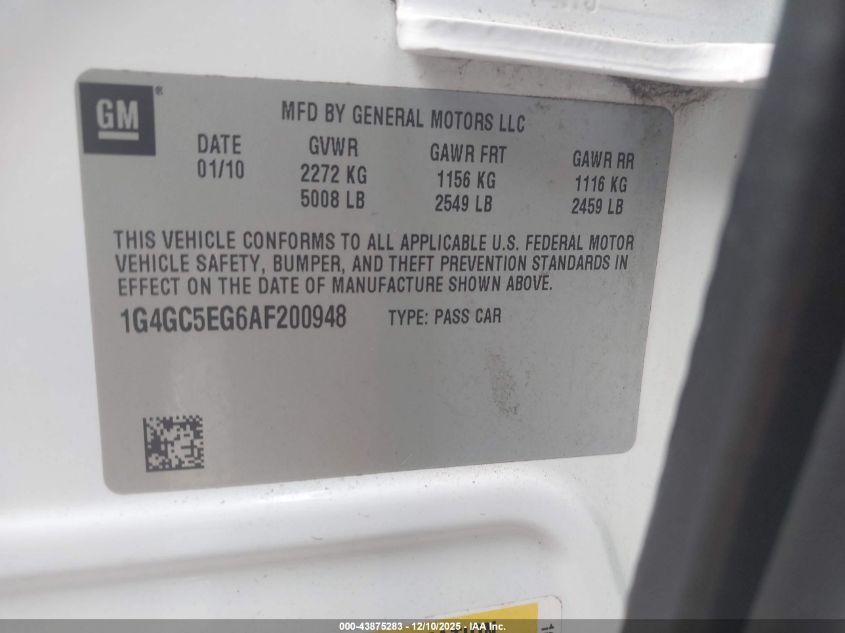 GM®
MFD BY GENERAL MOTORS LLC
DATE GVWR GAWR FRT GAWR RR
01/10 2272 KG 1156 KG 1116 KG
5008 LB 2549 LB 2459 LB
THIS VEHICLE CONFORMS TO ALL APPLICABLE U.S. FEDERAL MOTOR
VEHICLE SAFETY, BUMPER, AND THEFT PREVENTION STANDARDS IN
EFFECT ON THE DATE OF MANUFACTURE SHOWN ABOVE.
1G4GC5EG6AF200948 TYPE: PASS CAR
000-43875283 - 12/10/2025 - IAA Inc.